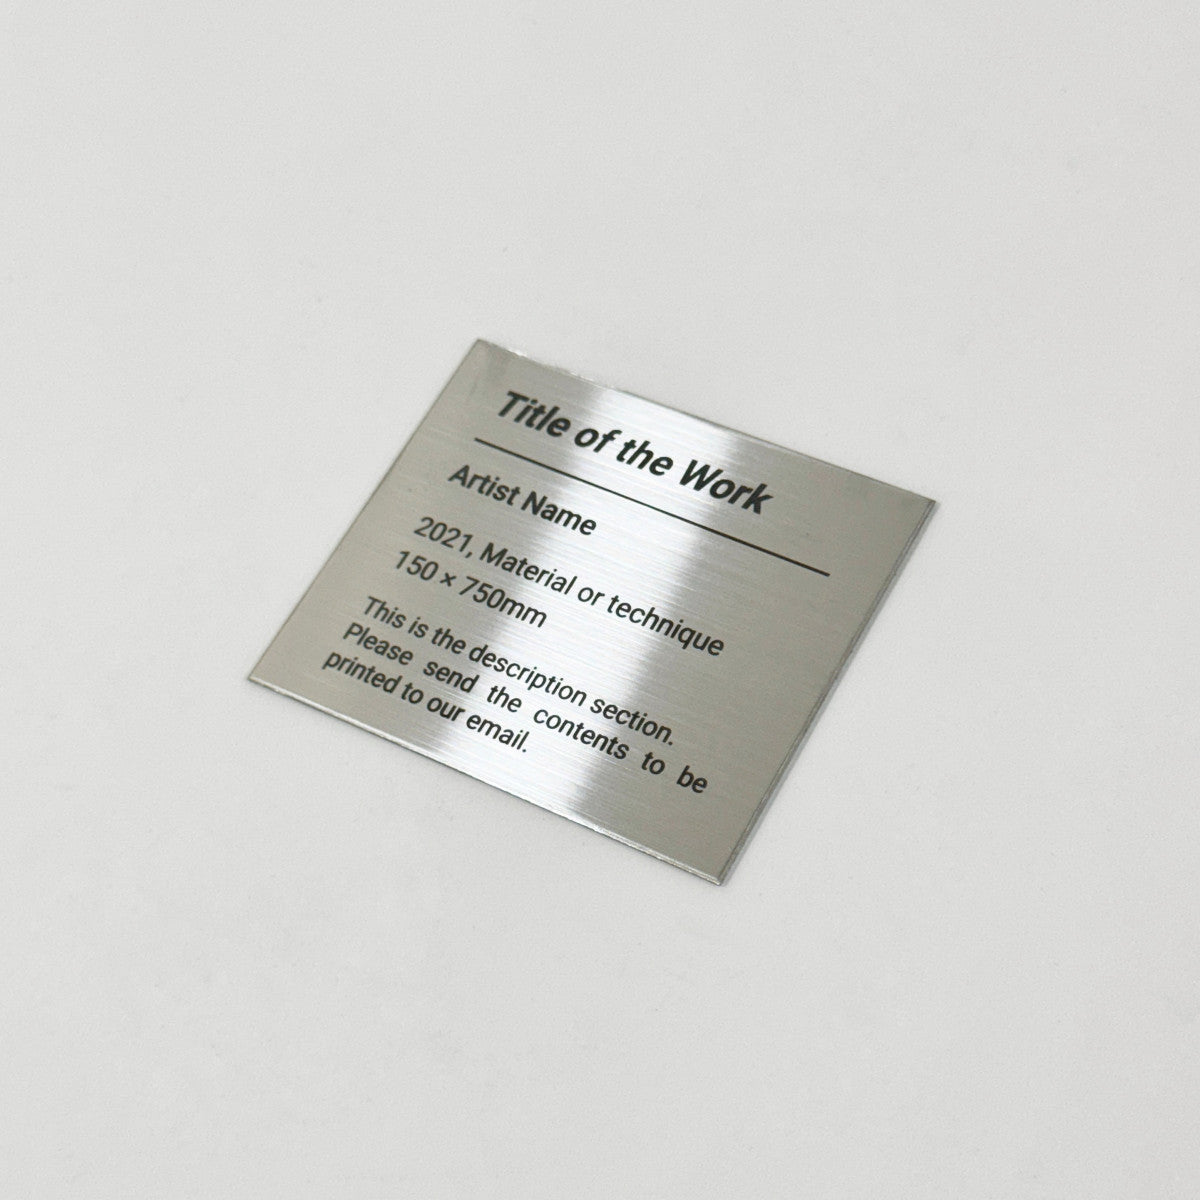 Title of the Work
Artist Name
2021, Material or technique
150 × 750mm
This is the description section.
Please send the contents to be
printed to our email.